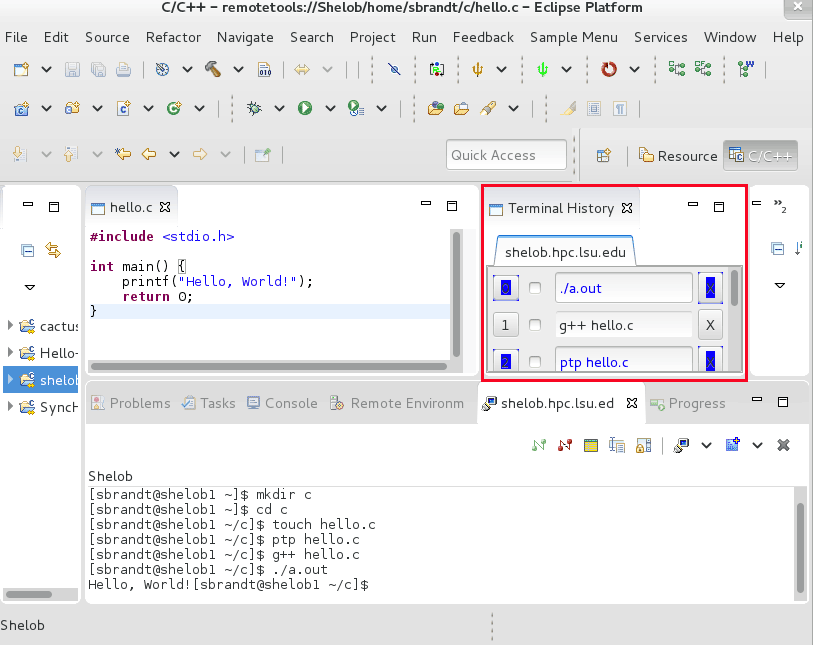 C/C++ – remotetools://Shelob/home/sbrandt/c/hello.c – Eclipse Platform
File Edit Source Refactor Navigate Search Project Run Feedback Sample Menu Services Window Help
010
Quick Access
Resource C/C++
hello.c
Terminal History
2
#include <stdio.h>
int main() {
printf("Hello, World!");
return 0;
}
shelob.hpc.lsu.edu
0 ./a.out X
1 g++ hello.c X
2 ptp hello.c X
cactus
Hello-
shelob
Synch
Problems Tasks Console Remote Environm shelob.hpc.lsu.ed Progress
Shelob
[sbrandt@shelob1 ~]$ mkdir c
[sbrandt@shelob1 ~]$ cd c
[sbrandt@shelob1 ~/c]$ touch hello.c
[sbrandt@shelob1 ~/c]$ ptp hello.c
[sbrandt@shelob1 ~/c]$ g++ hello.c
[sbrandt@shelob1 ~/c]$ ./a.out
Hello, World![sbrandt@shelob1 ~/c]$
Shelob